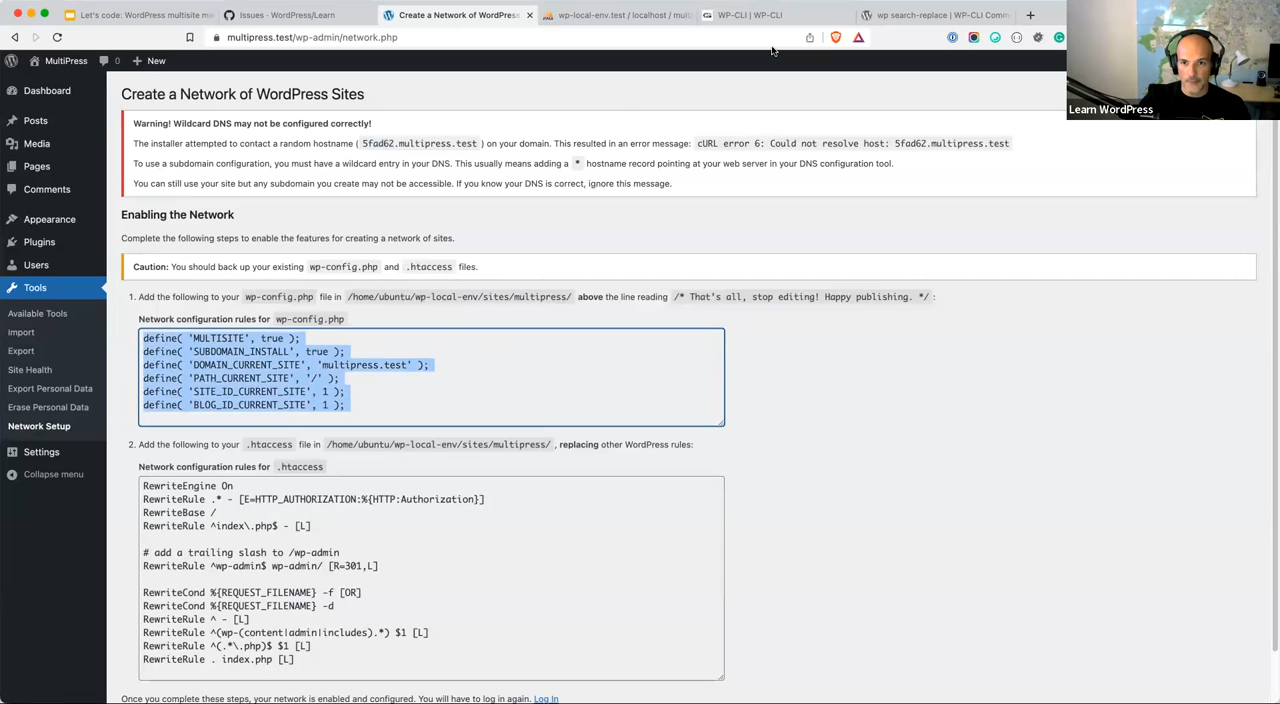 Let's code: WordPress multisite mi
Issues · WordPress/Learn
Create a Network of WordPress
wp-local-env.test / localhost / mult
WP-CLI | WP-CLI
wp search-replace | WP-CLI Comm
multipress.test/wp-admin/network.php
MultiPress
0
New
Learn WordPress
Dashboard
Posts
Media
Pages
Comments
Appearance
Plugins
Users
Tools
Available Tools
Import
Export
Site Health
Export Personal Data
Erase Personal Data
Network Setup
Settings
Collapse menu
Create a Network of WordPress Sites
Warning! Wildcard DNS may not be configured correctly!
The installer attempted to contact a random hostname ( 5fad62.multipress.test ) on your domain. This resulted in an error message: cURL error 6: Could not resolve host: 5fad62.multipress.test
To use a subdomain configuration, you must have a wildcard entry in your DNS. This usually means adding a * hostname record pointing at your web server in your DNS configuration tool.
You can still use your site but any subdomain you create may not be accessible. If you know your DNS is correct, ignore this message.
Enabling the Network
Complete the following steps to enable the features for creating a network of sites.
Caution: You should back up your existing wp-config.php and .htaccess files.
1. Add the following to your wp-config.php file in /home/ubuntu/wp-local-env/sites/multipress/ above the line reading /* That's all, stop editing! Happy publishing. */ :
Network configuration rules for wp-config.php
define( 'MULTISITE', true );
define( 'SUBDOMAIN_INSTALL', true );
define( 'DOMAIN_CURRENT_SITE', 'multipress.test' );
define( 'PATH_CURRENT_SITE', '/' );
define( 'SITE_ID_CURRENT_SITE', 1 );
define( 'BLOG_ID_CURRENT_SITE', 1 );
2. Add the following to your .htaccess file in /home/ubuntu/wp-local-env/sites/multipress/ , replacing other WordPress rules:
Network configuration rules for .htaccess
RewriteEngine On
RewriteRule .* - [E=HTTP_AUTHORIZATION:%{HTTP:Authorization}]
RewriteBase /
RewriteRule ^index\.php$ - [L]
# add a trailing slash to /wp-admin
RewriteRule ^wp-admin$ wp-admin/ [R=301,L]
RewriteCond %{REQUEST_FILENAME} -f [OR]
RewriteCond %{REQUEST_FILENAME} -d
RewriteRule ^ - [L]
RewriteRule ^(wp-(content|admin|includes).*) $1 [L]
RewriteRule ^(.*\.php)$ $1 [L]
RewriteRule . index.php [L]
Once you complete these steps, your network is enabled and configured. You will have to log in again. Log In